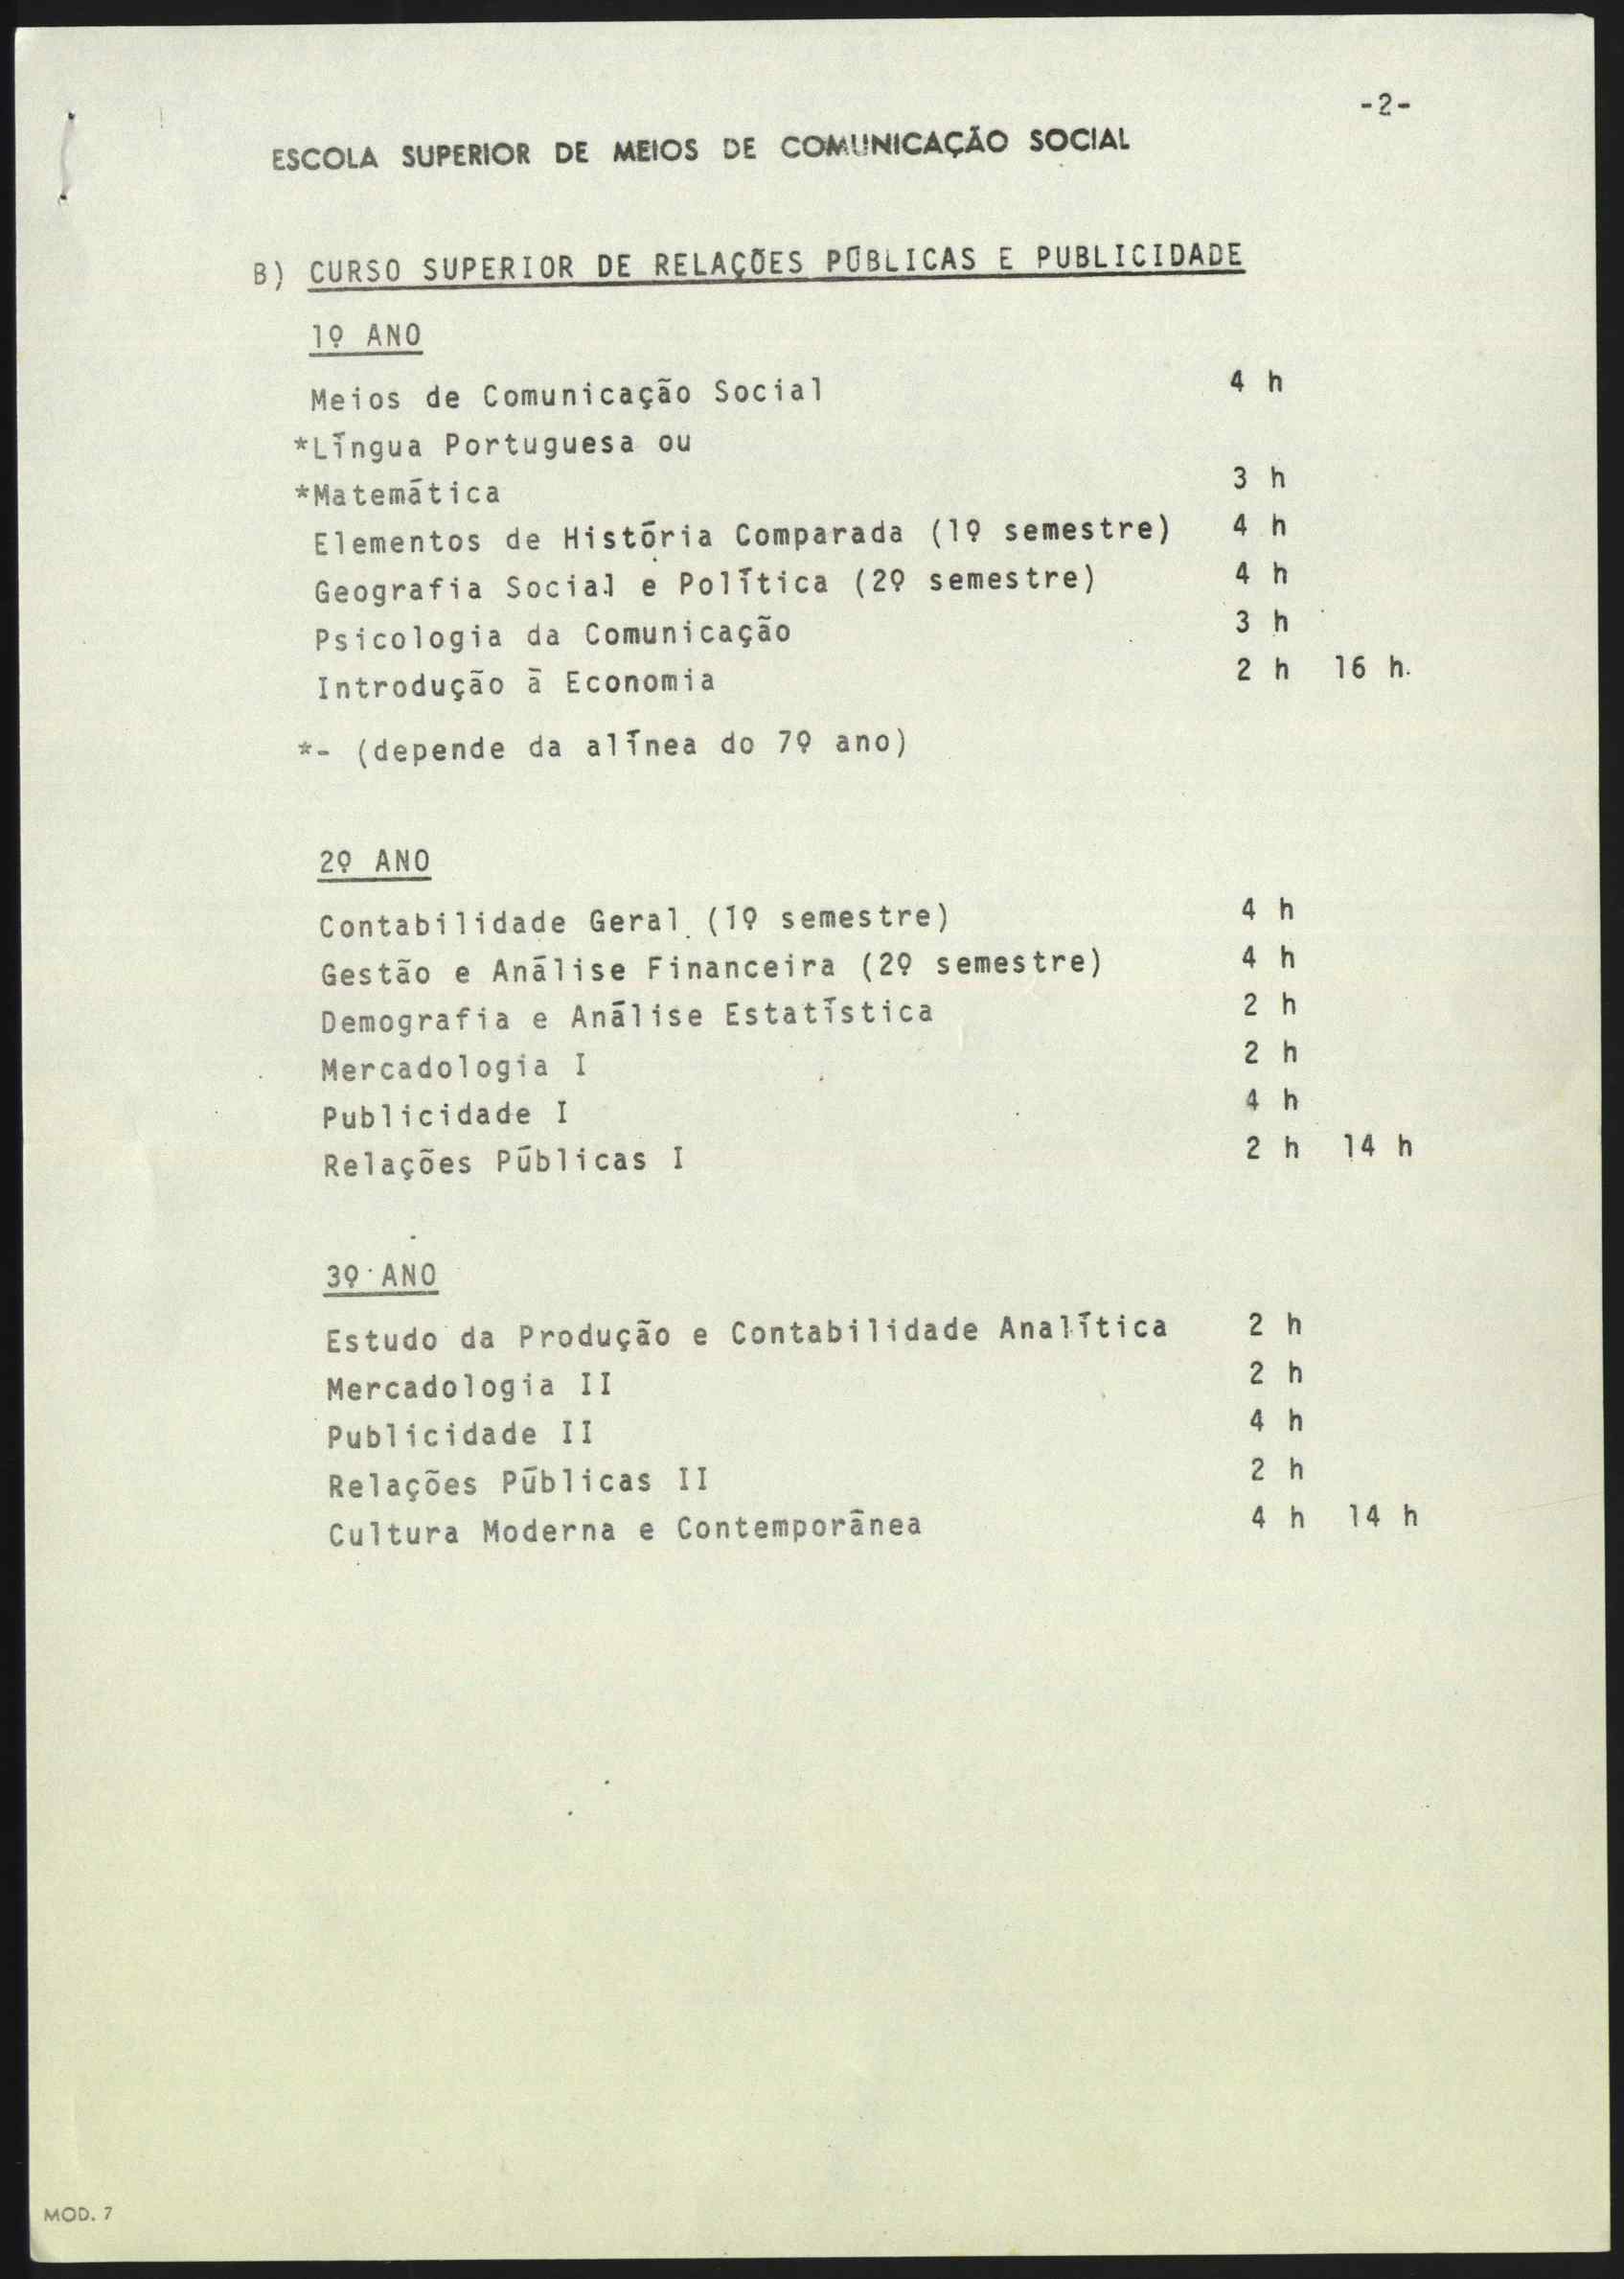 -2-
ESCOLA SUPERIOR DE MEIOS DE COMUNICAÇÃO SOCIAL
B) CURSO SUPERIOR DE RELAÇÕES PÚBLICAS E PUBLICIDADE
1º ANO
Meios de Comunicação Social 4 h
*Língua Portuguesa ou
*Matemática 3 h
Elementos de História Comparada (1º semestre) 4 h
Geografia Social e Política (2º semestre) 4 h
Psicologia da Comunicação 3 h
Introdução à Economia 2 h 16 h.
*- (depende da alínea do 7º ano)
2º ANO
Contabilidade Geral (1º semestre) 4 h
Gestão e Análise Financeira (2º semestre) 4 h
Demografia e Análise Estatística 2 h
Mercadologia I 2 h
Publicidade I 4 h
Relações Públicas I 2 h 14 h
3º ANO
Estudo da Produção e Contabilidade Analítica 2 h
Mercadologia II 2 h
Publicidade II 4 h
Relações Públicas II 2 h
Cultura Moderna e Contemporânea 4 h 14 h
MOD. 7